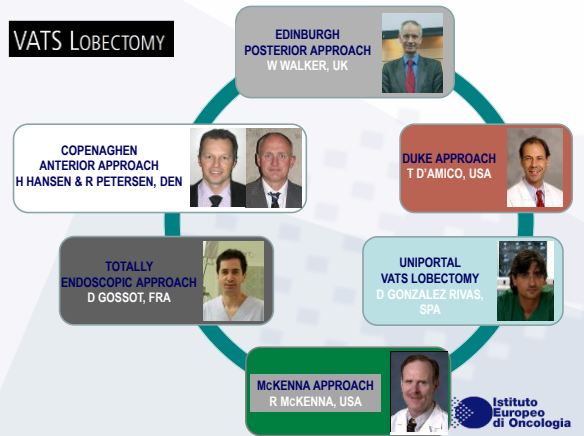 VATS LOBECTOMY
EDINBURGH
POSTERIOR APPROACH
W WALKER, UK
COPENAGHEN
ANTERIOR APPROACH
H HANSEN & R PETERSEN, DEN
DUKE APPROACH
T D'AMICO, USA
TOTALLY
ENDOSCOPIC APPROACH
D GOSSOT, FRA
UNIPORTAL
VATS LOBECTOMY
D GONZALEZ RIVAS,
SPA
McKENNA APPROACH
R McKENNA, USA
Istituto
Europeo
di Oncologia